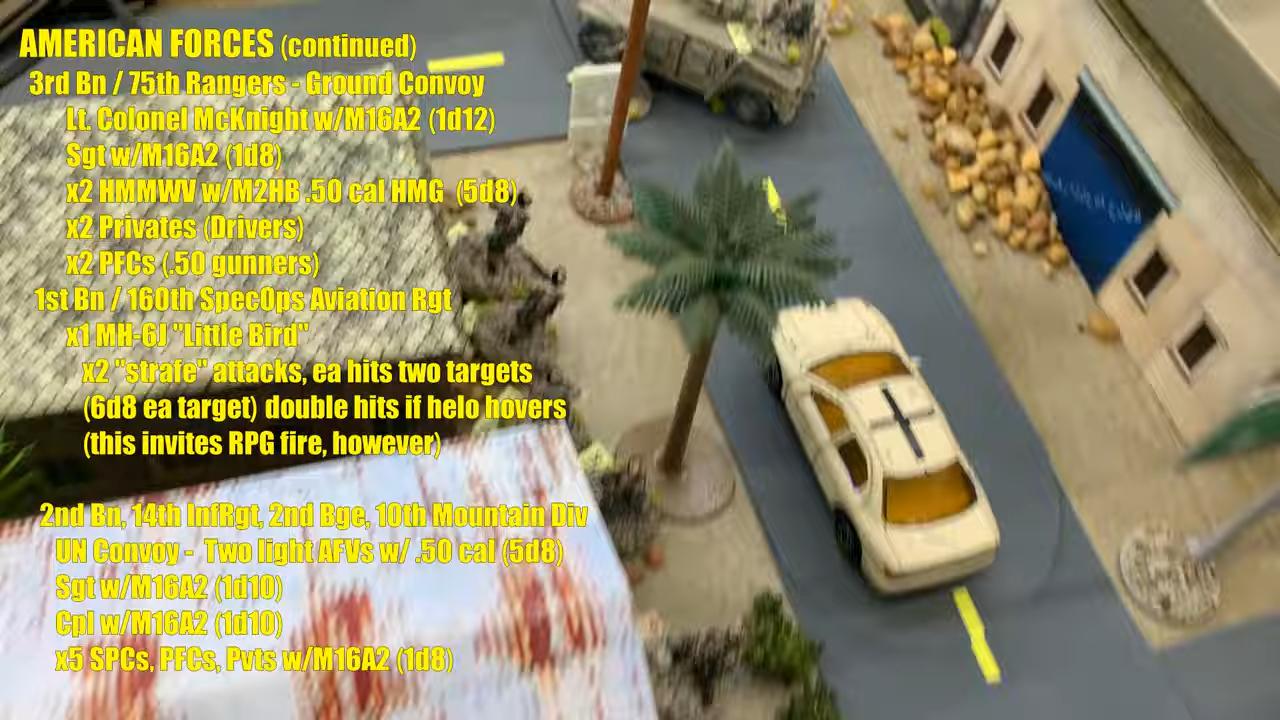 AMERICAN FORCES (continued)
3rd Bn / 75th Rangers - Ground Convoy
Lt. Colonel McKnight w/M16A2 (1d12)
Sgt w/M16A2 (1d8)
x2 HMMWV w/M2HB .50 cal HMG (5d8)
x2 Privates (Drivers)
x2 PFCs (.50 gunners)
1st Bn / 160th SpecOps Aviation Rgt
x1 MH-6J "Little Bird"
x2 "strafe" attacks, ea hits two targets
(6d8 ea target) double hits if helo hovers
(this invites RPG fire, however)
2nd Bn, 14th InfRgt, 2nd Bge, 10th Mountain Div
UN Convoy - Two light AFVs w/ .50 cal (5d8)
Sgt w/M16A2 (1d10)
Cpl w/M16A2 (1d10)
x5 SPCs, PFCs, Pvts w/M16A2 (1d8)